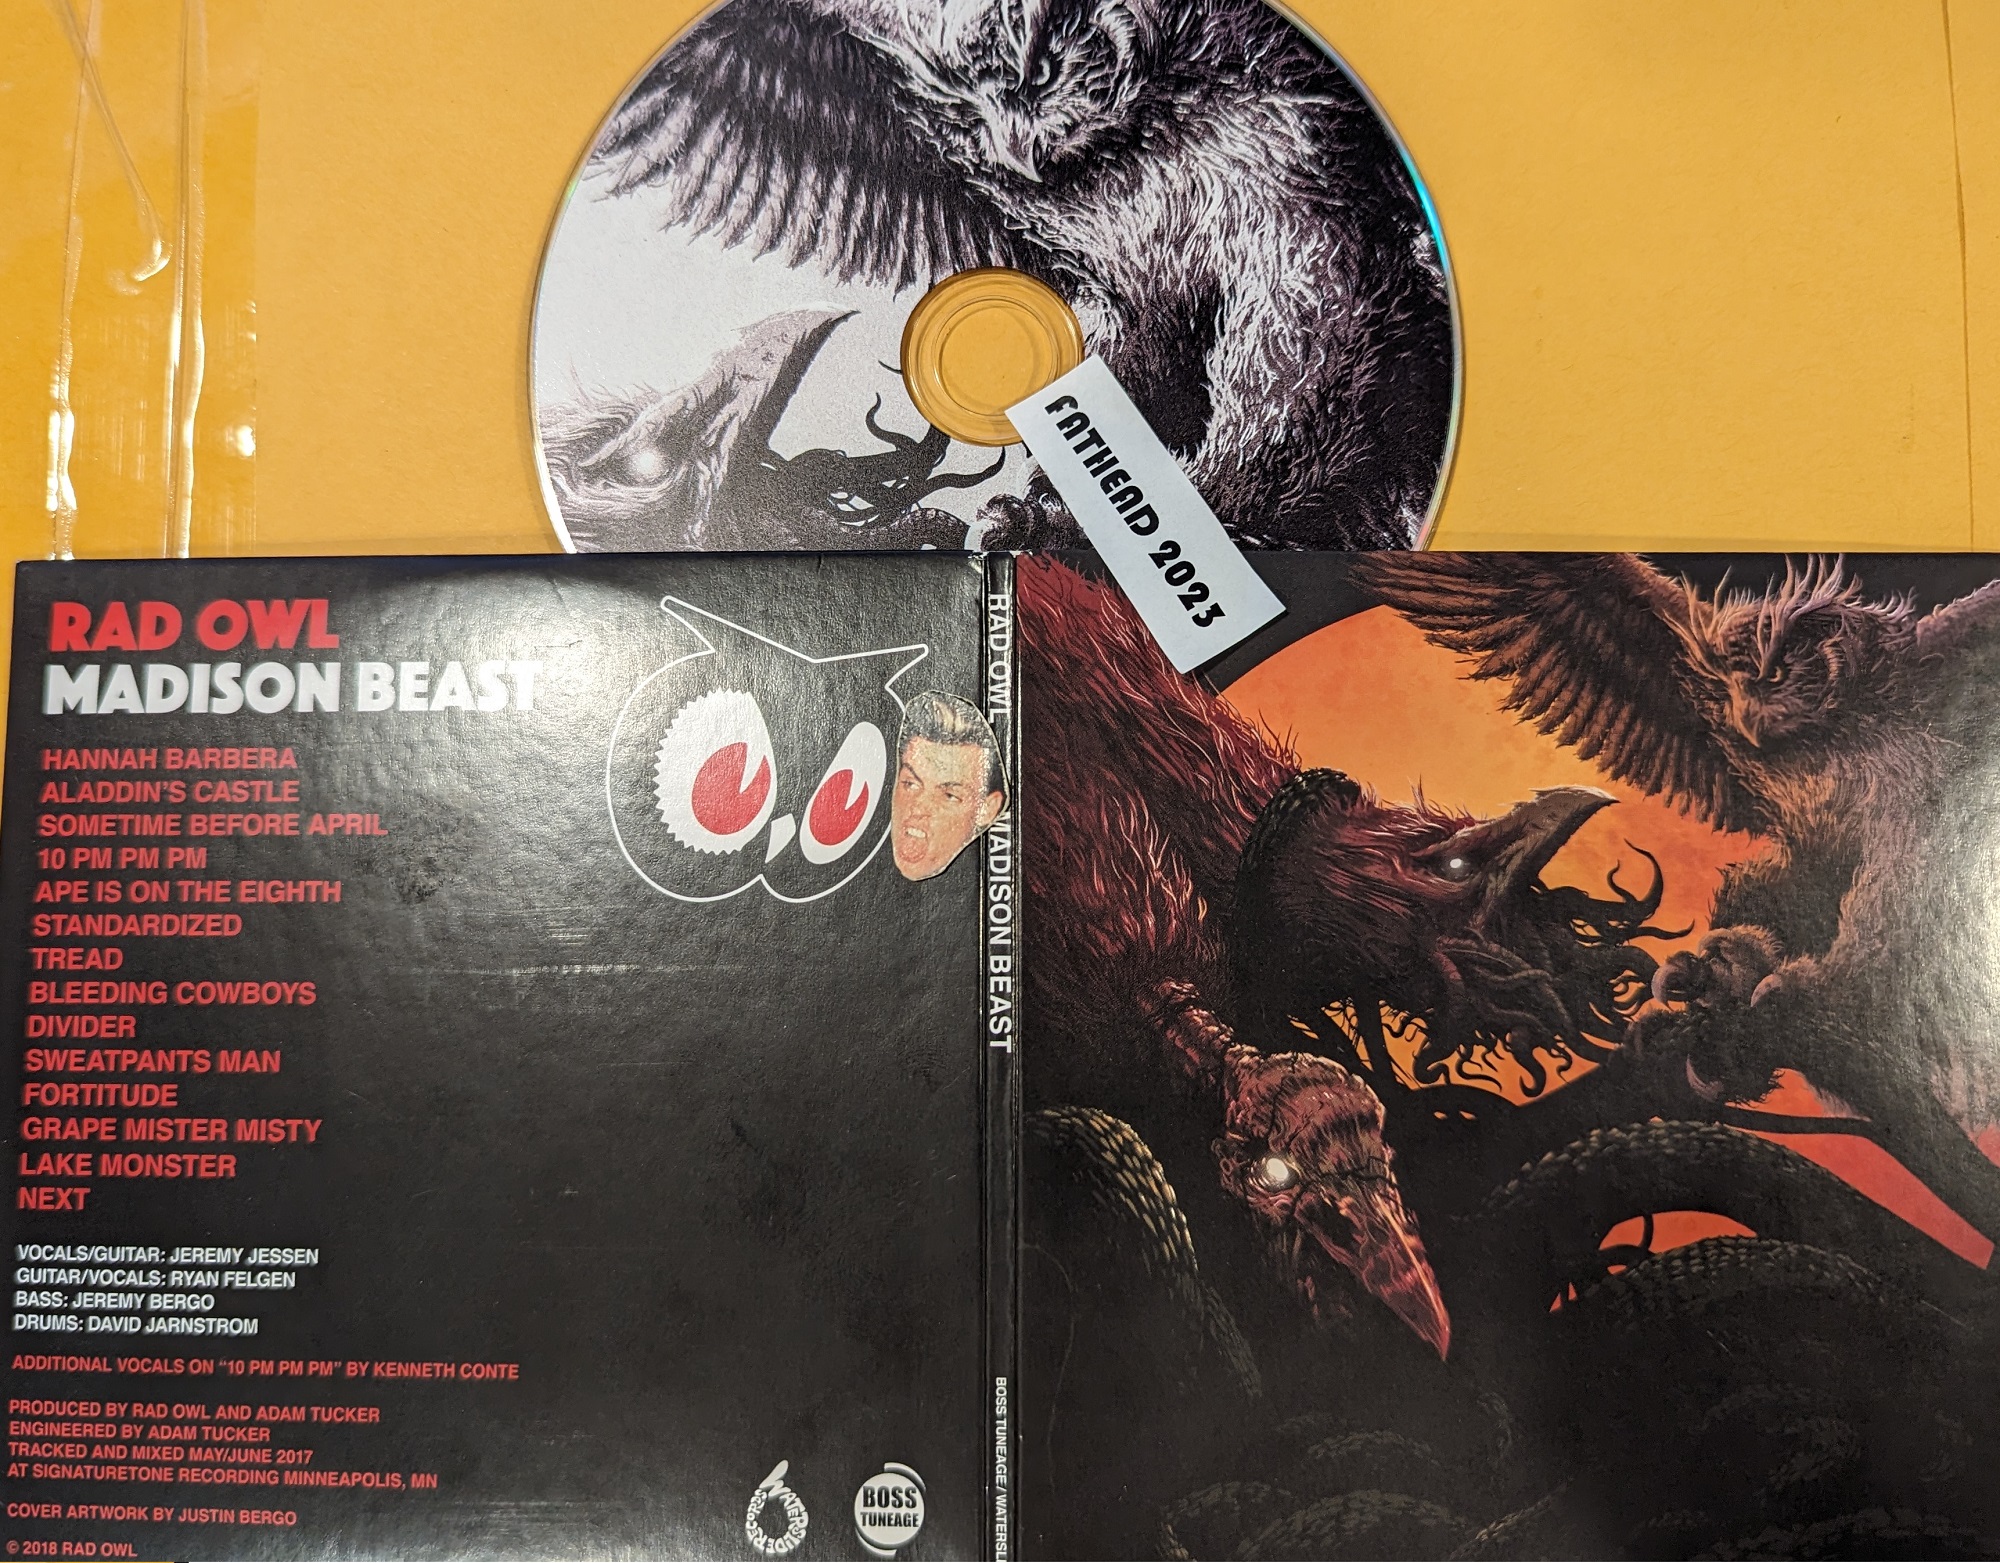 FATHEAD 2023
RAD OWL
MADISON BEAST
HANNAH BARBERA
ALADDIN'S CASTLE
SOMETIME BEFORE APRIL
10 PM PM PM
APE IS ON THE EIGHTH
STANDARDIZED
TREAD
BLEEDING COWBOYS
DIVIDER
SWEATPANTS MAN
FORTITUDE
GRAPE MISTER MISTY
LAKE MONSTER
NEXT
VOCALS/GUITAR: JEREMY JESSEN
GUITAR/VOCALS: RYAN FELGEN
BASS: JEREMY BERGO
DRUMS: DAVID JARNSTROM
ADDITIONAL VOCALS ON "10 PM PM PM" BY KENNETH CONTE
PRODUCED BY RAD OWL AND ADAM TUCKER
ENGINEERED BY ADAM TUCKER
TRACKED AND MIXED MAY/JUNE 2017
AT SIGNATURETONE RECORDING MINNEAPOLIS, MN
COVER ARTWORK BY JUSTIN BERGO
© 2018 RAD OWL
WATERSLIDE RECORDS
BOSS
TUNEAGE
RAD OWL MADISON BEAST
BOSS TUNEAGE / WATERSLI